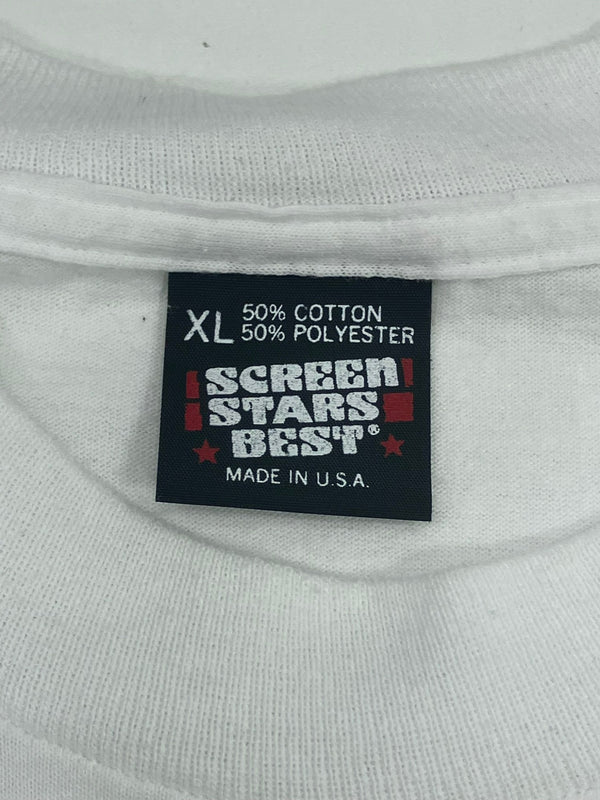 XL 50% COTTON
50% POLYESTER
SCREEN
STARS
BEST®
MADE IN U.S.A.